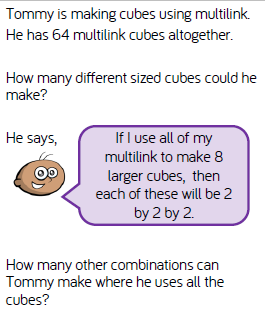 Tommy is making cubes using multilink.
He has 64 multilink cubes altogether.
How many different sized cubes could he
make?
He says,
If I use all of my
multilink to make 8
larger cubes, then
each of these will be 2
by 2 by 2.
How many other combinations can
Tommy make where he uses all the
cubes?